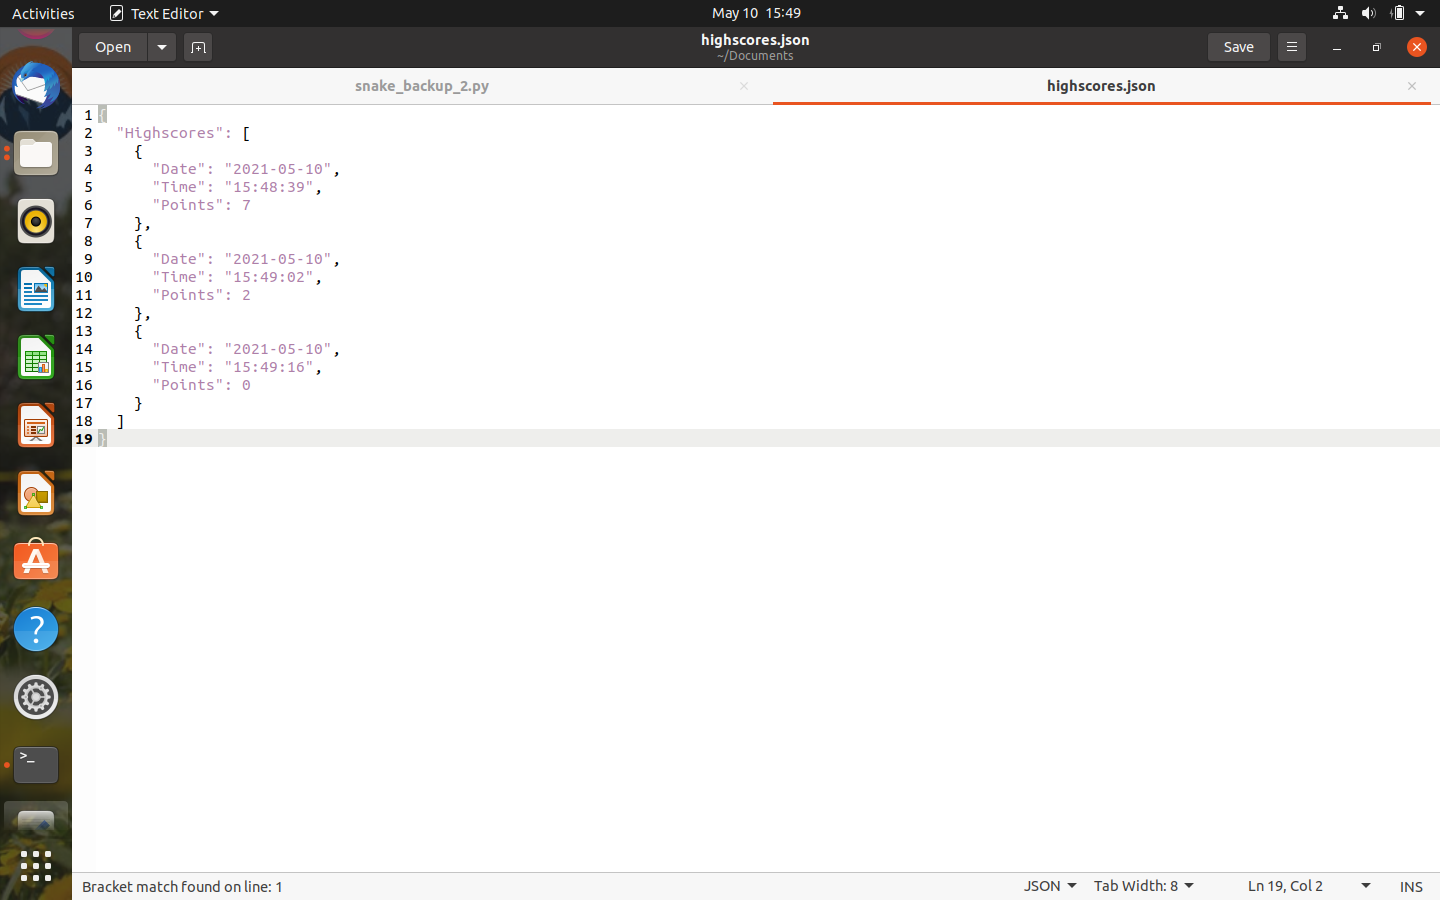 Activities Text Editor May 10 15:49
Open highscores.json Save
~/Documents
snake_backup_2.py highscores.json
1 {
2 "Highscores": [
3 {
4 "Date": "2021-05-10",
5 "Time": "15:48:39",
6 "Points": 7
7 },
8 {
9 "Date": "2021-05-10",
10 "Time": "15:49:02",
11 "Points": 2
12 },
13 {
14 "Date": "2021-05-10",
15 "Time": "15:49:16",
16 "Points": 0
17 }
18 ]
19 }
Bracket match found on line: 1 JSON Tab Width: 8 Ln 19, Col 2 INS